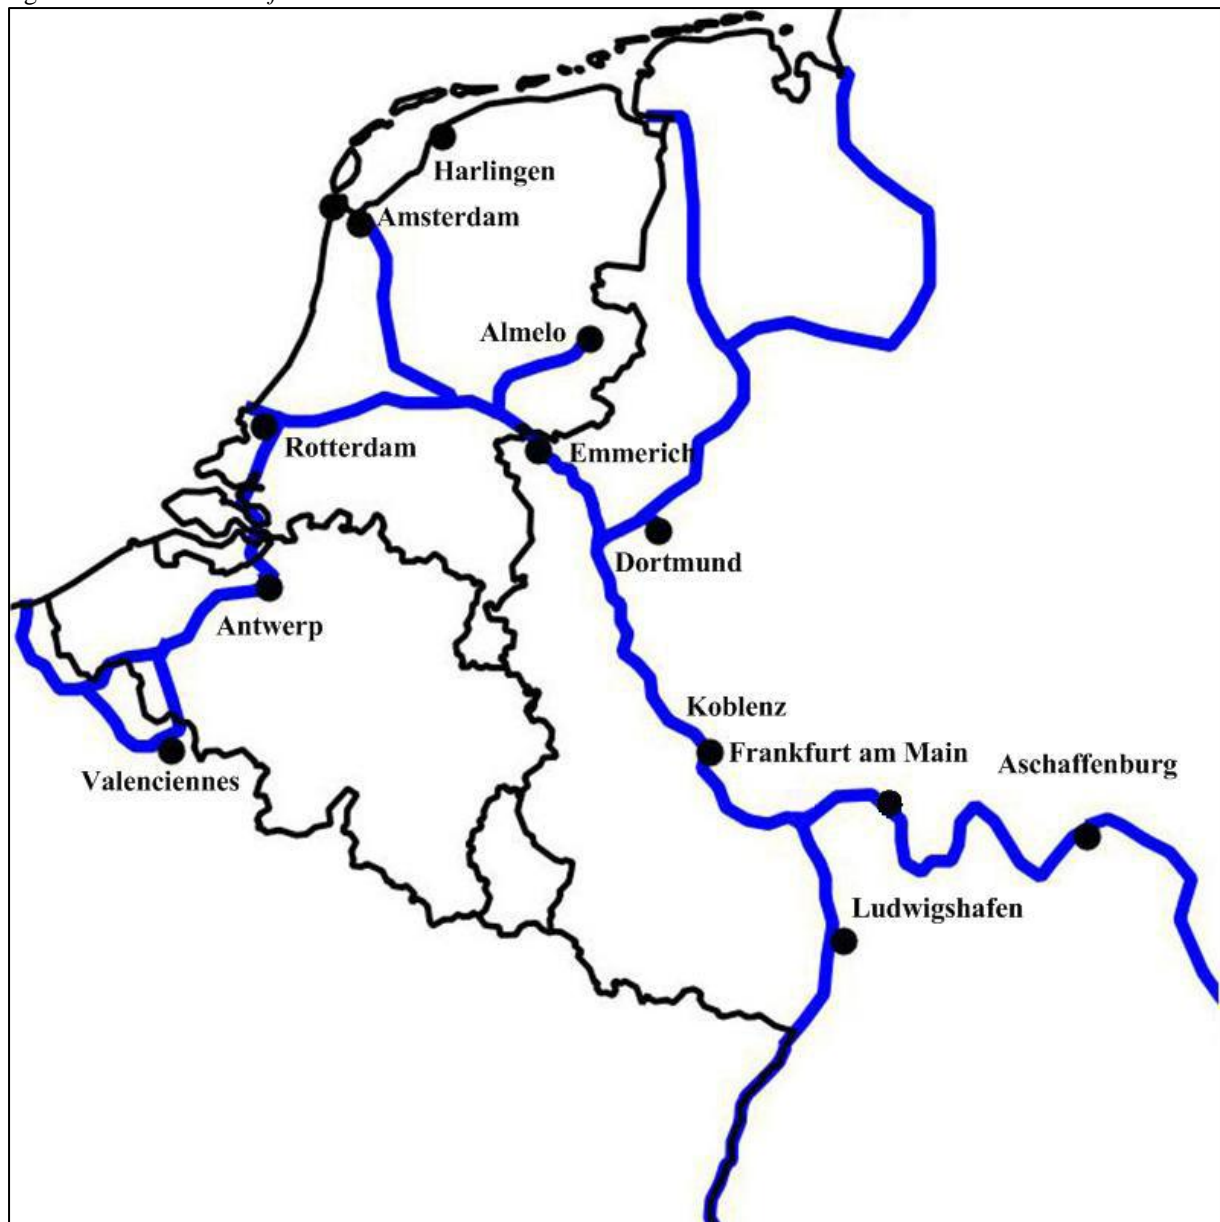 Harlingen
Amsterdam
Almelo
Rotterdam
Emmerich
Dortmund
Antwerp
Koblenz
Frankfurt am Main
Aschaffenburg
Valenciennes
Ludwigshafen